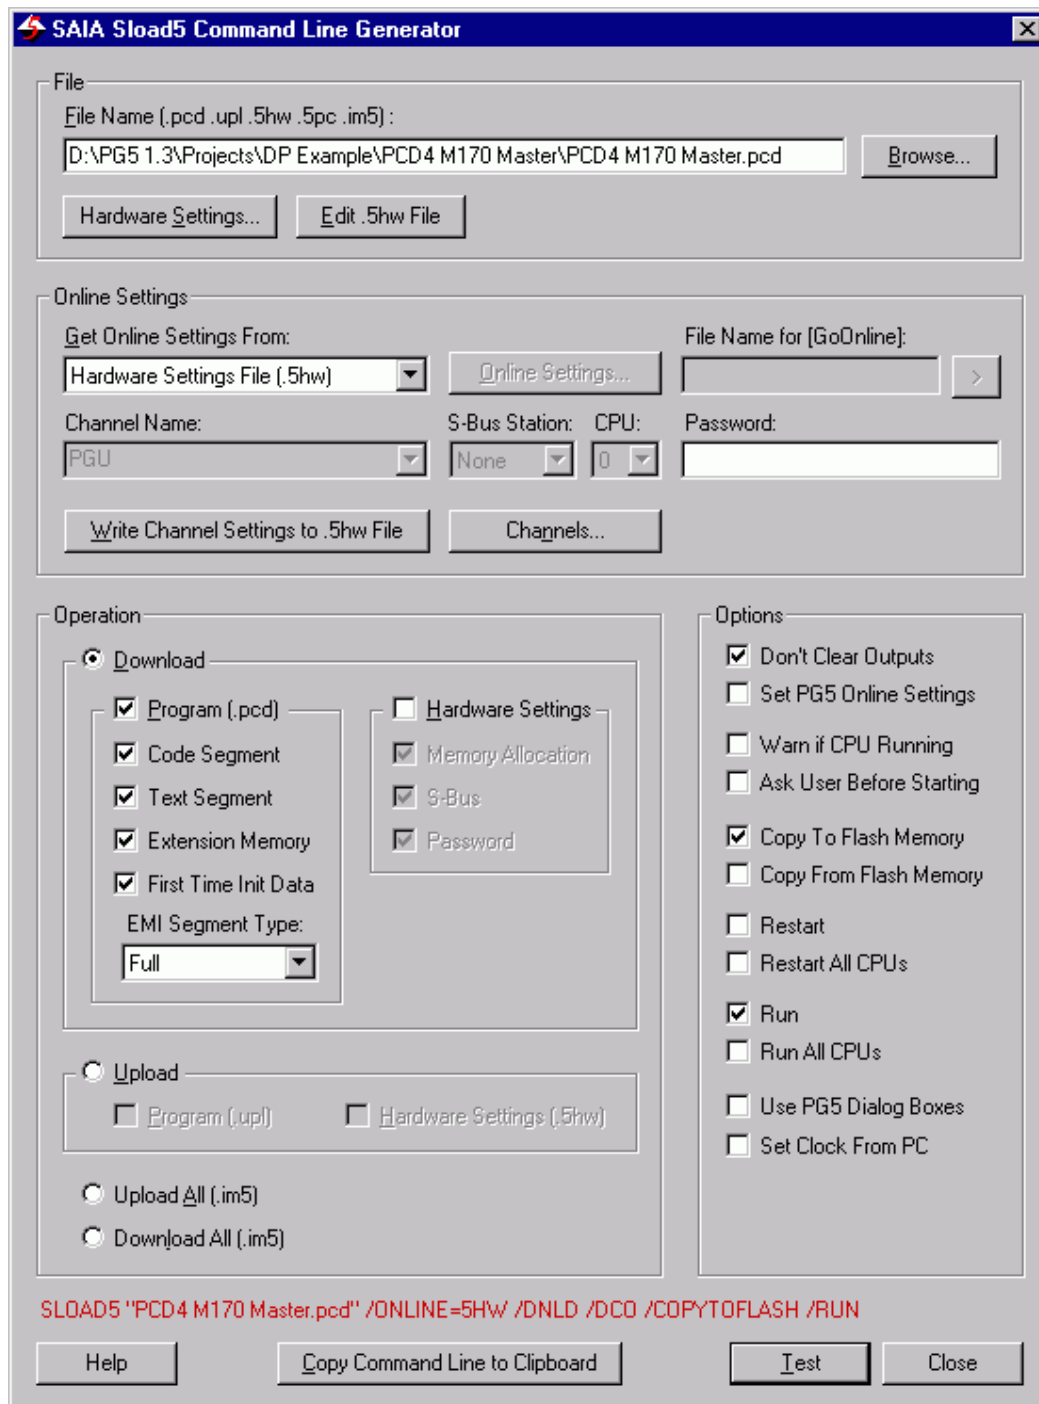 SAIA Sload5 Command Line Generator
File
File Name (.pcd .upl .5hw .5pc .im5) :
D:\PG5 1.3\Projects\DP Example\PCD4 M170 Master\PCD4 M170 Master.pcd
Browse...
Hardware Settings... Edit .5hw File
Online Settings
Get Online Settings From: File Name for [GoOnline]:
Hardware Settings File (.5hw) Online Settings... >
Channel Name: S-Bus Station: CPU: Password:
PGU None 0
Write Channel Settings to .5hw File Channels...
Operation
Download
Program (.pcd)
Code Segment
Text Segment
Extension Memory
First Time Init Data
EMI Segment Type:
Full
Hardware Settings
Memory Allocation
S-Bus
Password
Upload
Program (.upl) Hardware Settings (.5hw)
Upload All (.im5)
Download All (.im5)
Options
Don't Clear Outputs
Set PG5 Online Settings
Warn if CPU Running
Ask User Before Starting
Copy To Flash Memory
Copy From Flash Memory
Restart
Restart All CPUs
Run
Run All CPUs
Use PG5 Dialog Boxes
Set Clock From PC
SLOAD5 "PCD4 M170 Master.pcd" /ONLINE=5HW /DNLD /DCO /COPYTOFLASH /RUN
Help Copy Command Line to Clipboard Test Close